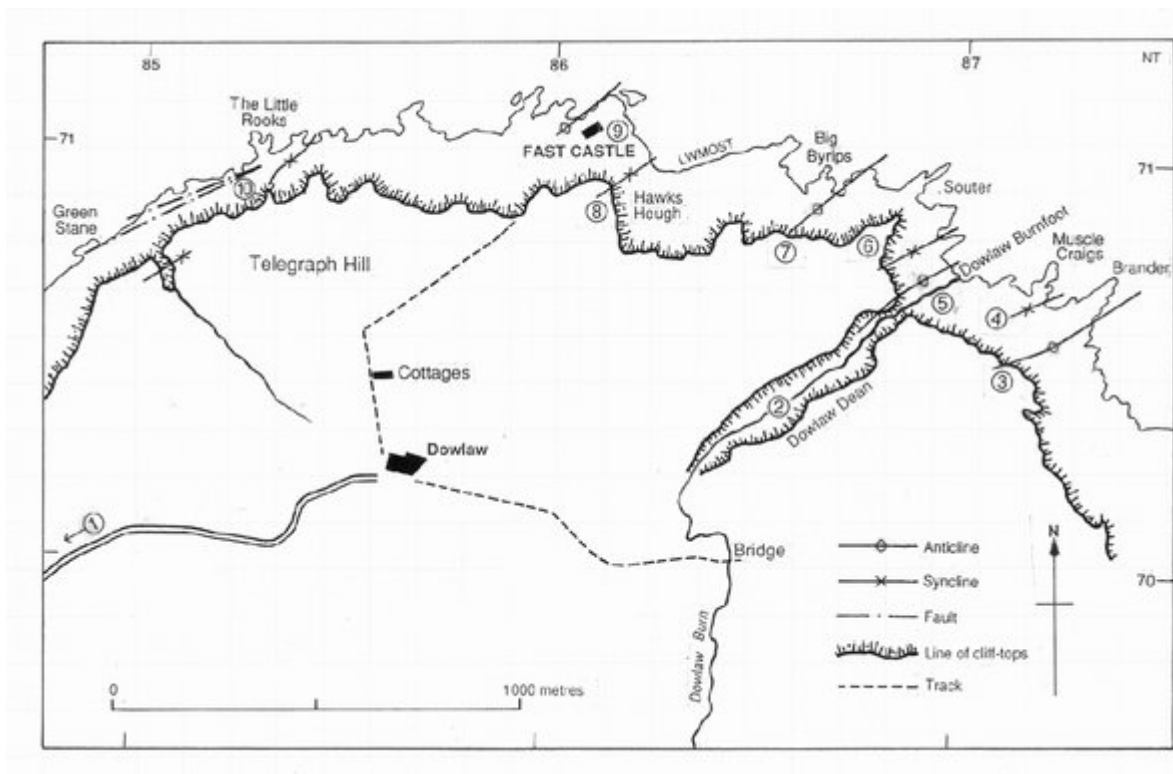 85
86
87
NT
The Little
Rooks
71
⑨
FAST CASTLE
LWMOST
Big
Byrips
71
Souter
⑩
Green
Stane
⑧
Hawks
Hough
⑦
⑥
Dowlaw Burnfoot
Muscle
Craigs
Brander
Telegraph Hill
⑤
④
③
Cottages
②
Dowlaw Dean
Dowlaw
①
Bridge
Anticline
Syncline
Fault
Line of cliff-tops
Track
N
70
Dowlaw Burn
0
1000 metres